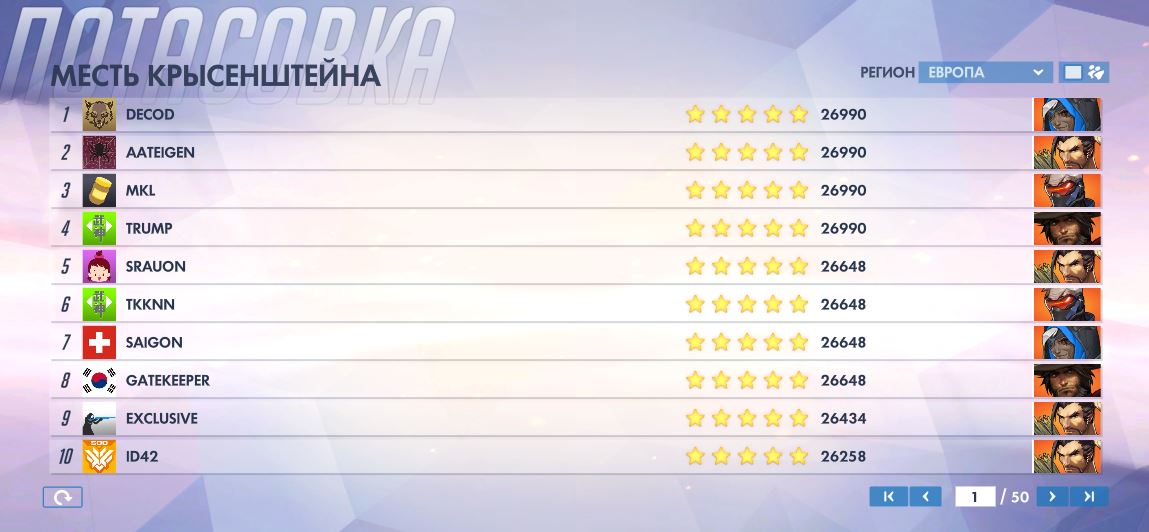 ПОТАСОВКА
МЕСТЬ КРЫСЕНШТЕЙНА
РЕГИОН ЕВРОПА
1 DECOD 26990
2 AATEIGEN 26990
3 MKL 26990
4 TRUMP 26990
5 SRAUON 26648
6 TKKNN 26648
7 SAIGON 26648
8 GATEKEEPER 26648
9 EXCLUSIVE 26434
10 500 ID42 26258
1 / 50